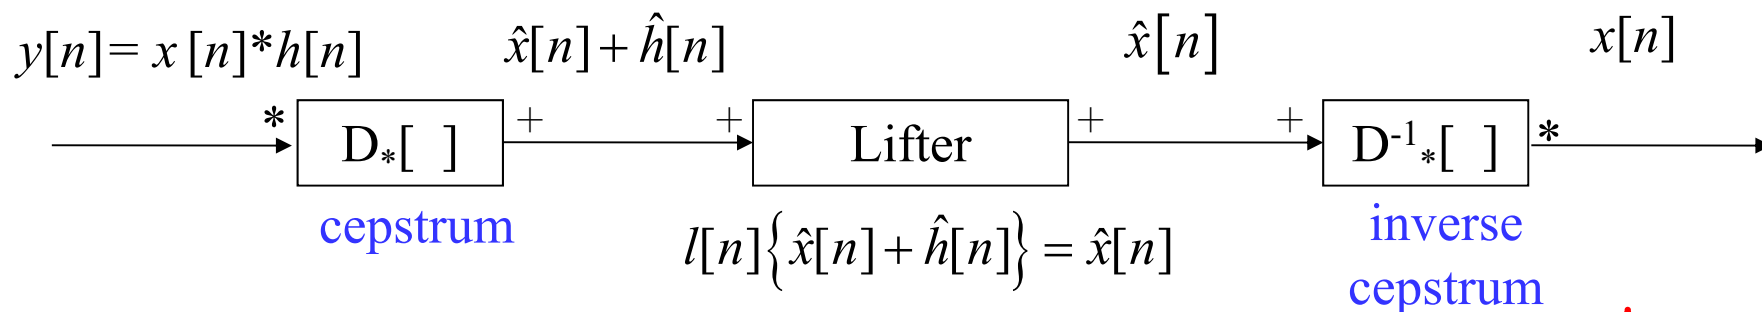 y[n]= x [n]*h[n]
x̂[n]+ĥ[n]
x̂[n]
x[n]
* D*[ ] + + Lifter + + D⁻¹*[ ] *
cepstrum
l[n]{x̂[n]+ĥ[n]} = x̂[n]
inverse
cepstrum